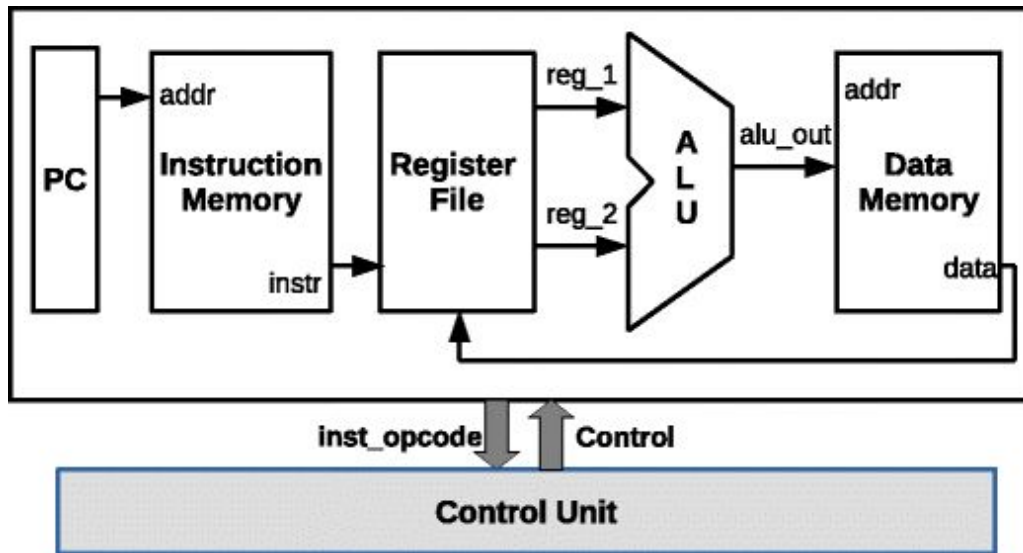 PC
addr
Instruction
Memory
instr
Register
File
reg_1
reg_2
A
L
U
alu_out
addr
Data
Memory
data
inst_opcode
Control
Control Unit